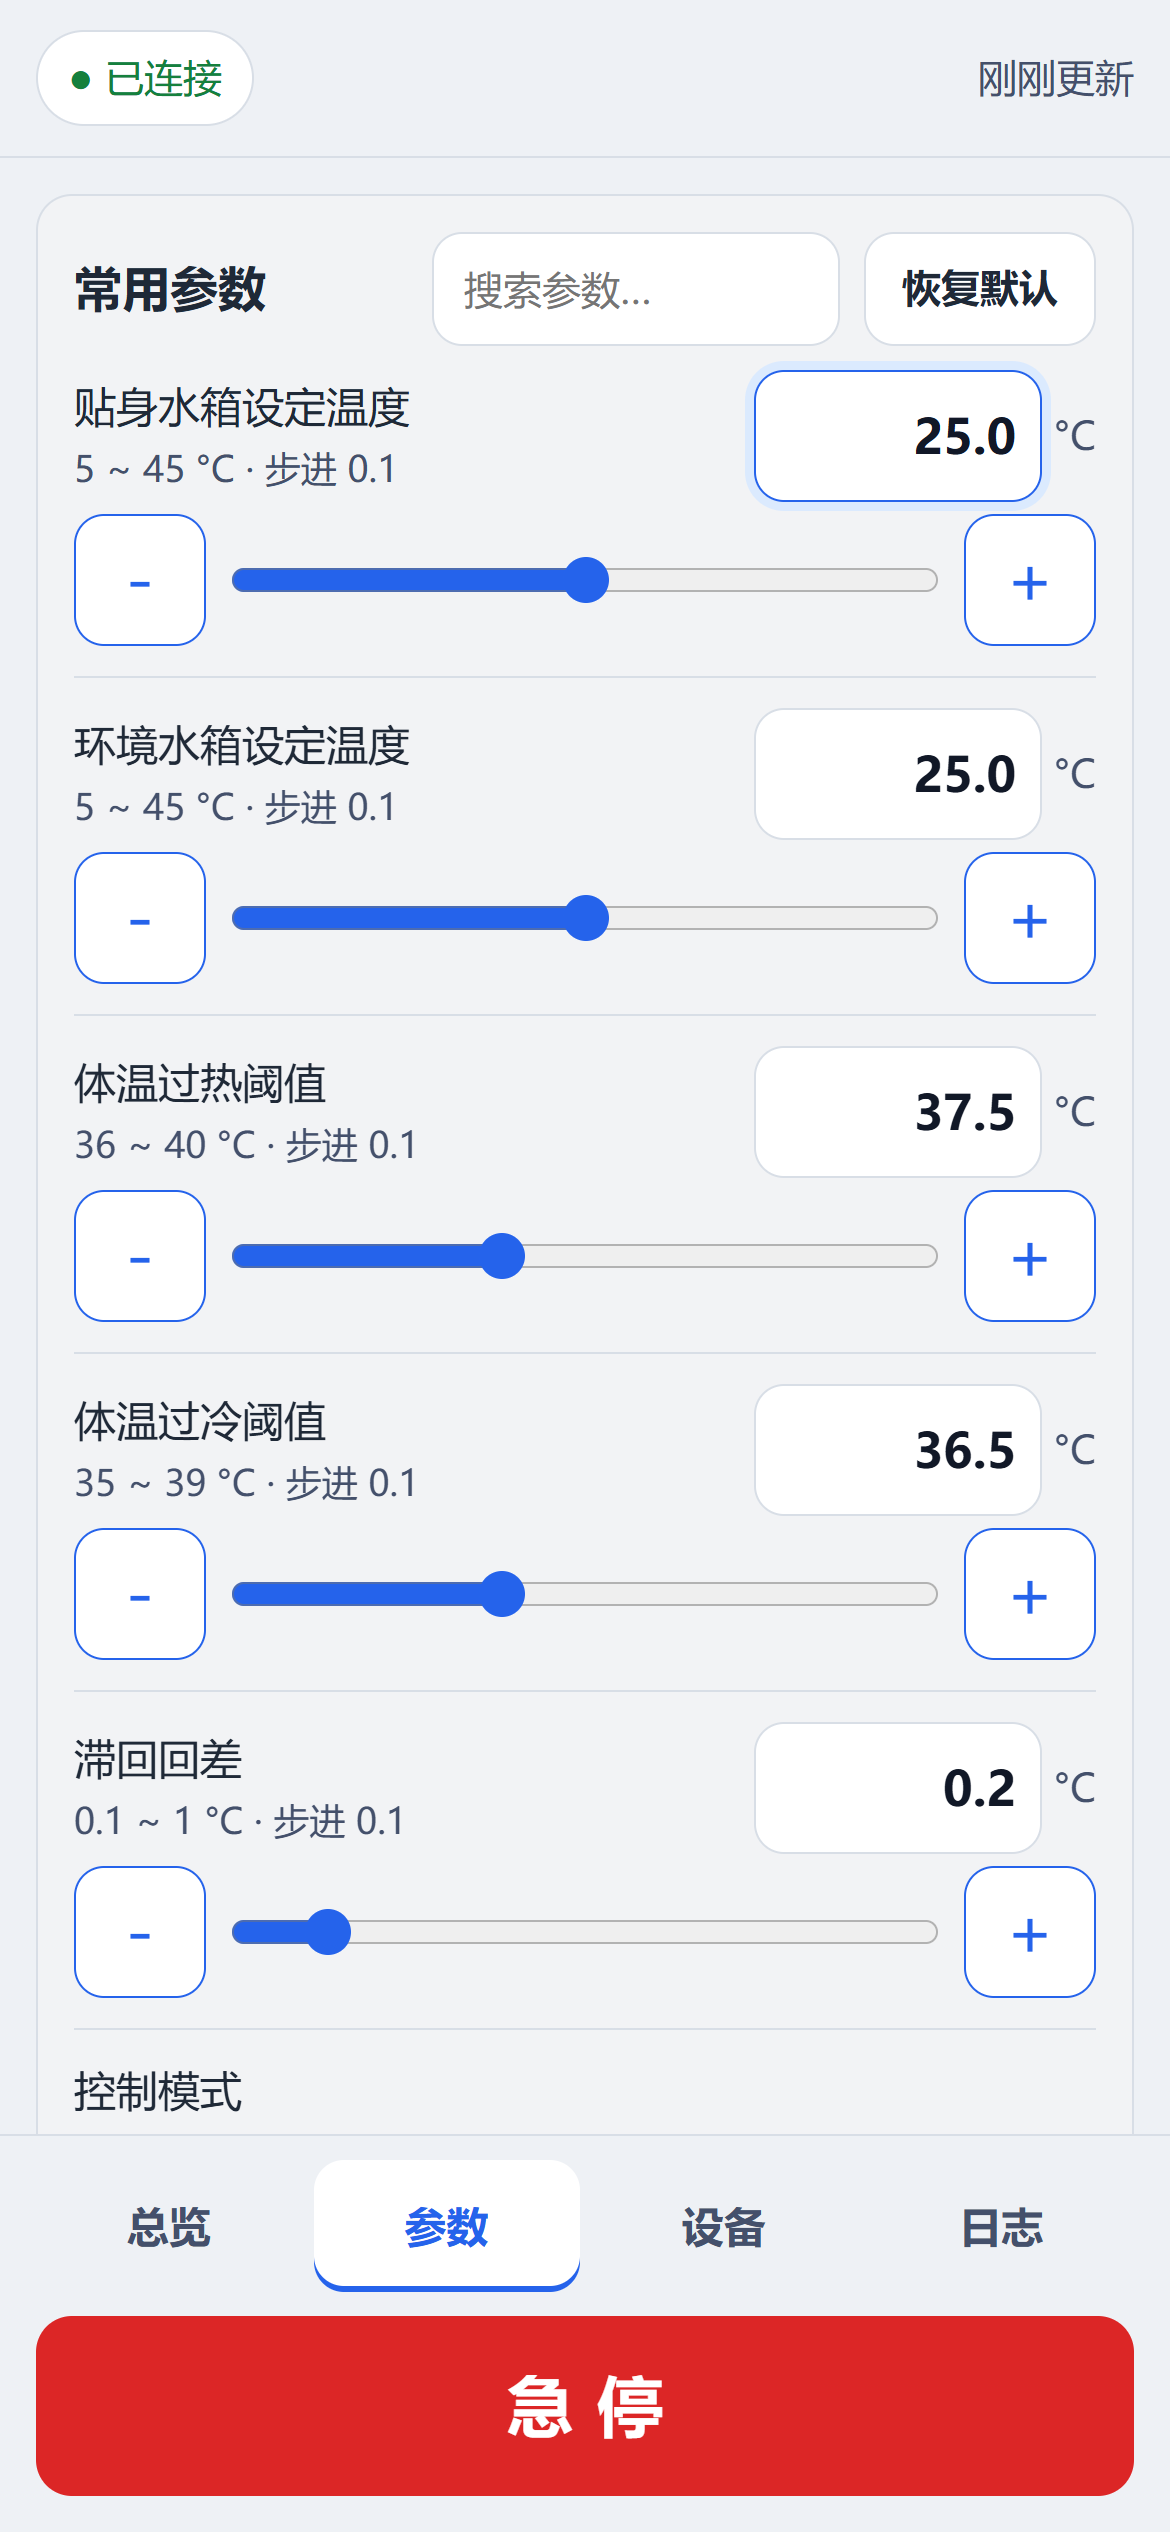 已连接
刚刚更新
常用参数
搜索参数...
恢复默认
贴身水箱设定温度
5 ~ 45 °C · 步进 0.1
25.0 °C
- +
环境水箱设定温度
5 ~ 45 °C · 步进 0.1
25.0 °C
- +
体温过热阈值
36 ~ 40 °C · 步进 0.1
37.5 °C
- +
体温过冷阈值
35 ~ 39 °C · 步进 0.1
36.5 °C
- +
滞回回差
0.1 ~ 1 °C · 步进 0.1
0.2 °C
- +
控制模式
总览 参数 设备 日志
急 停